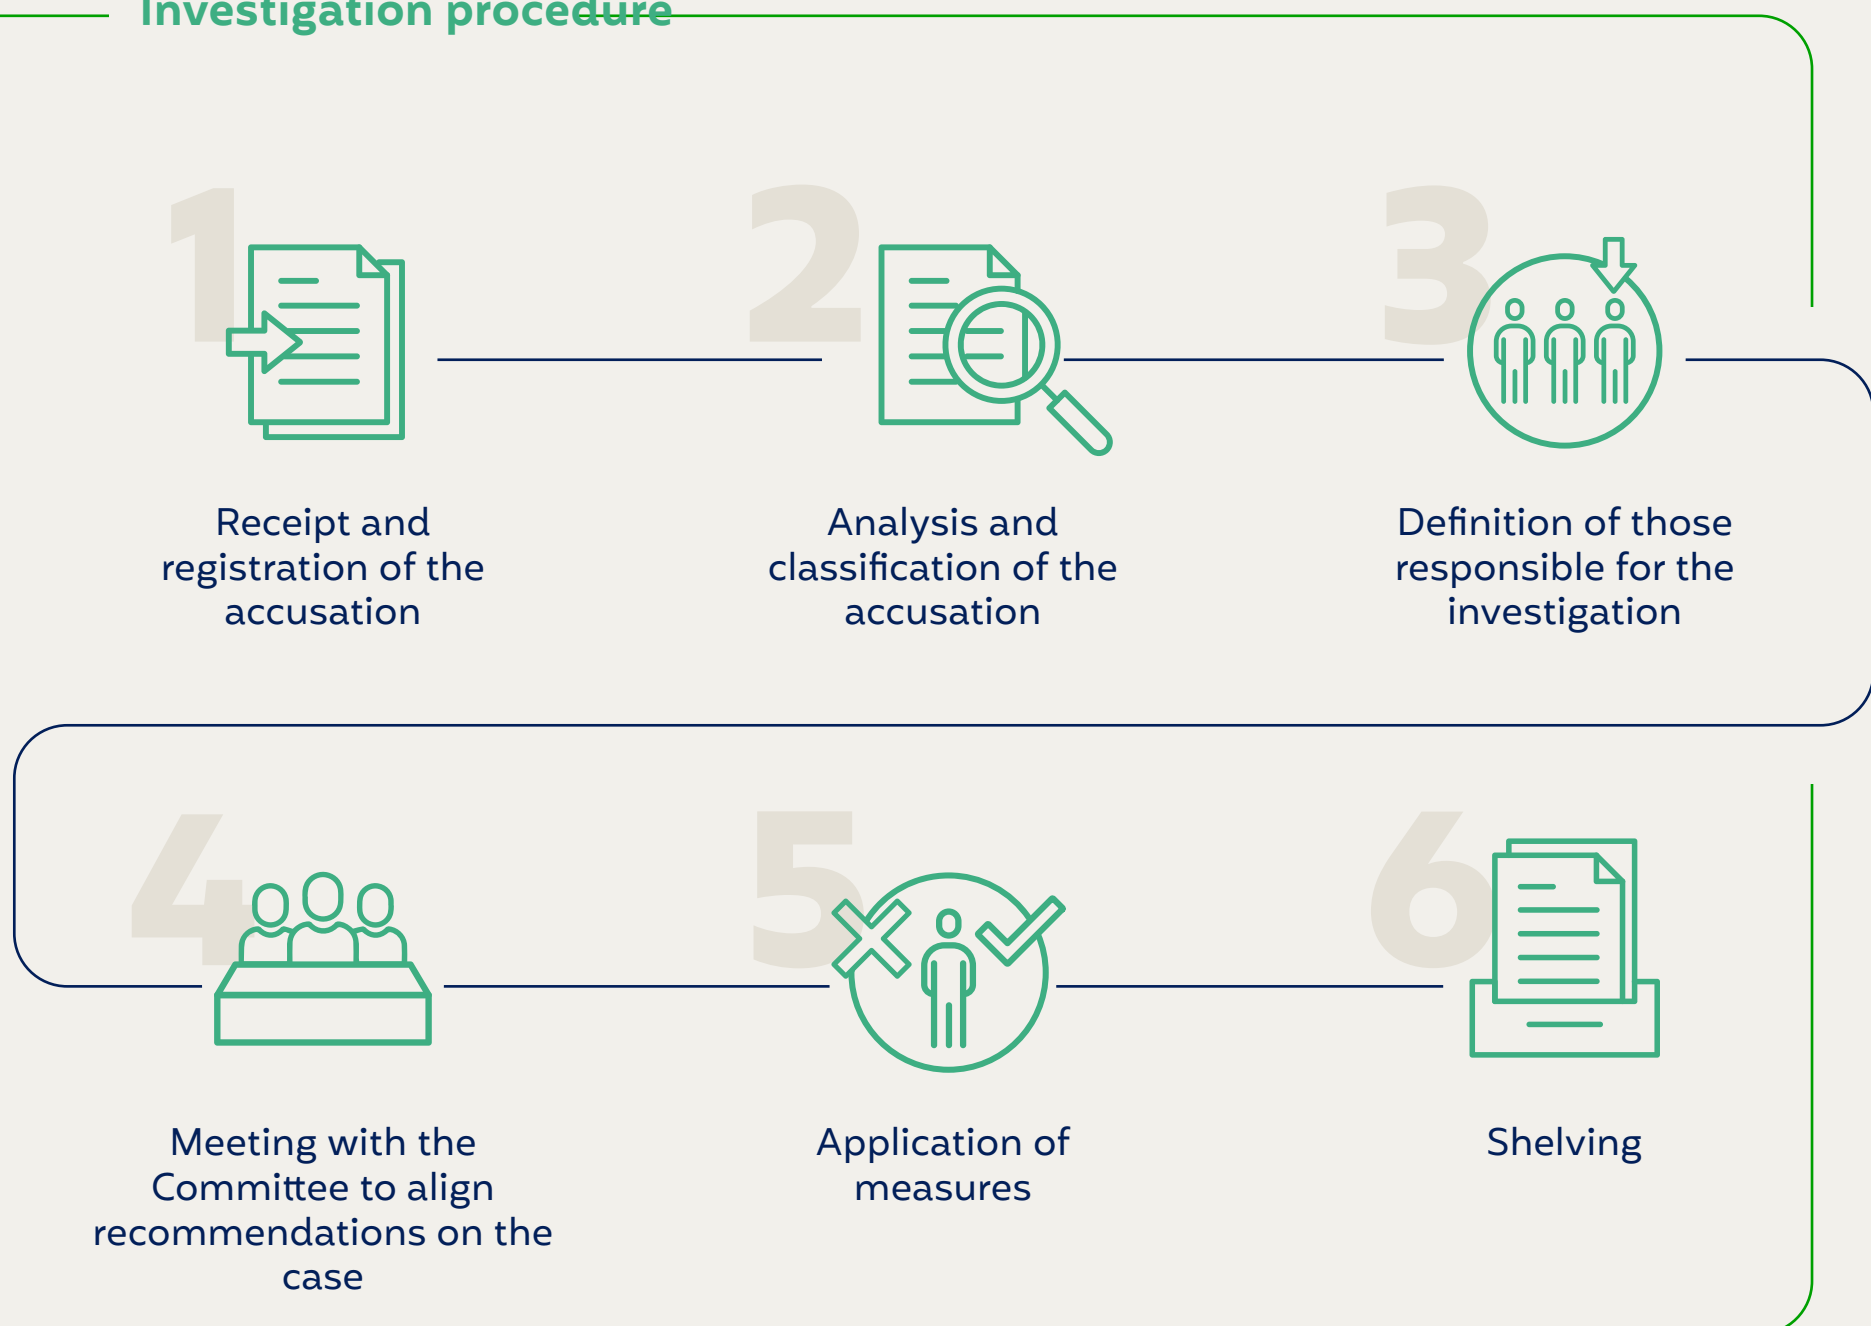 Investigation procedure
1
2
3
Receipt and
registration of the
accusation
Analysis and
classification of the
accusation
Definition of those
responsible for the
investigation
4
5
6
Meeting with the
Committee to align
recommendations on the
case
Application of
measures
Shelving